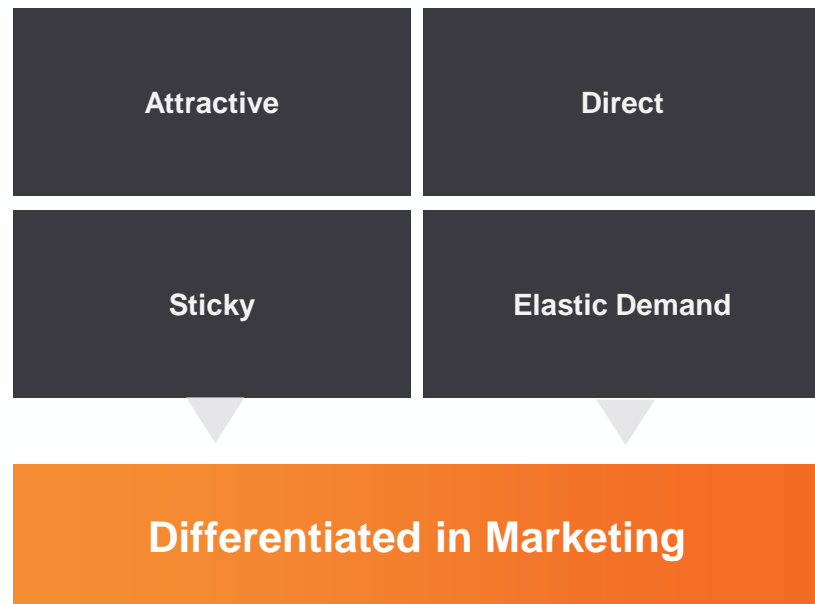 Attractive
Direct
Sticky
Elastic Demand
Differentiated in Marketing